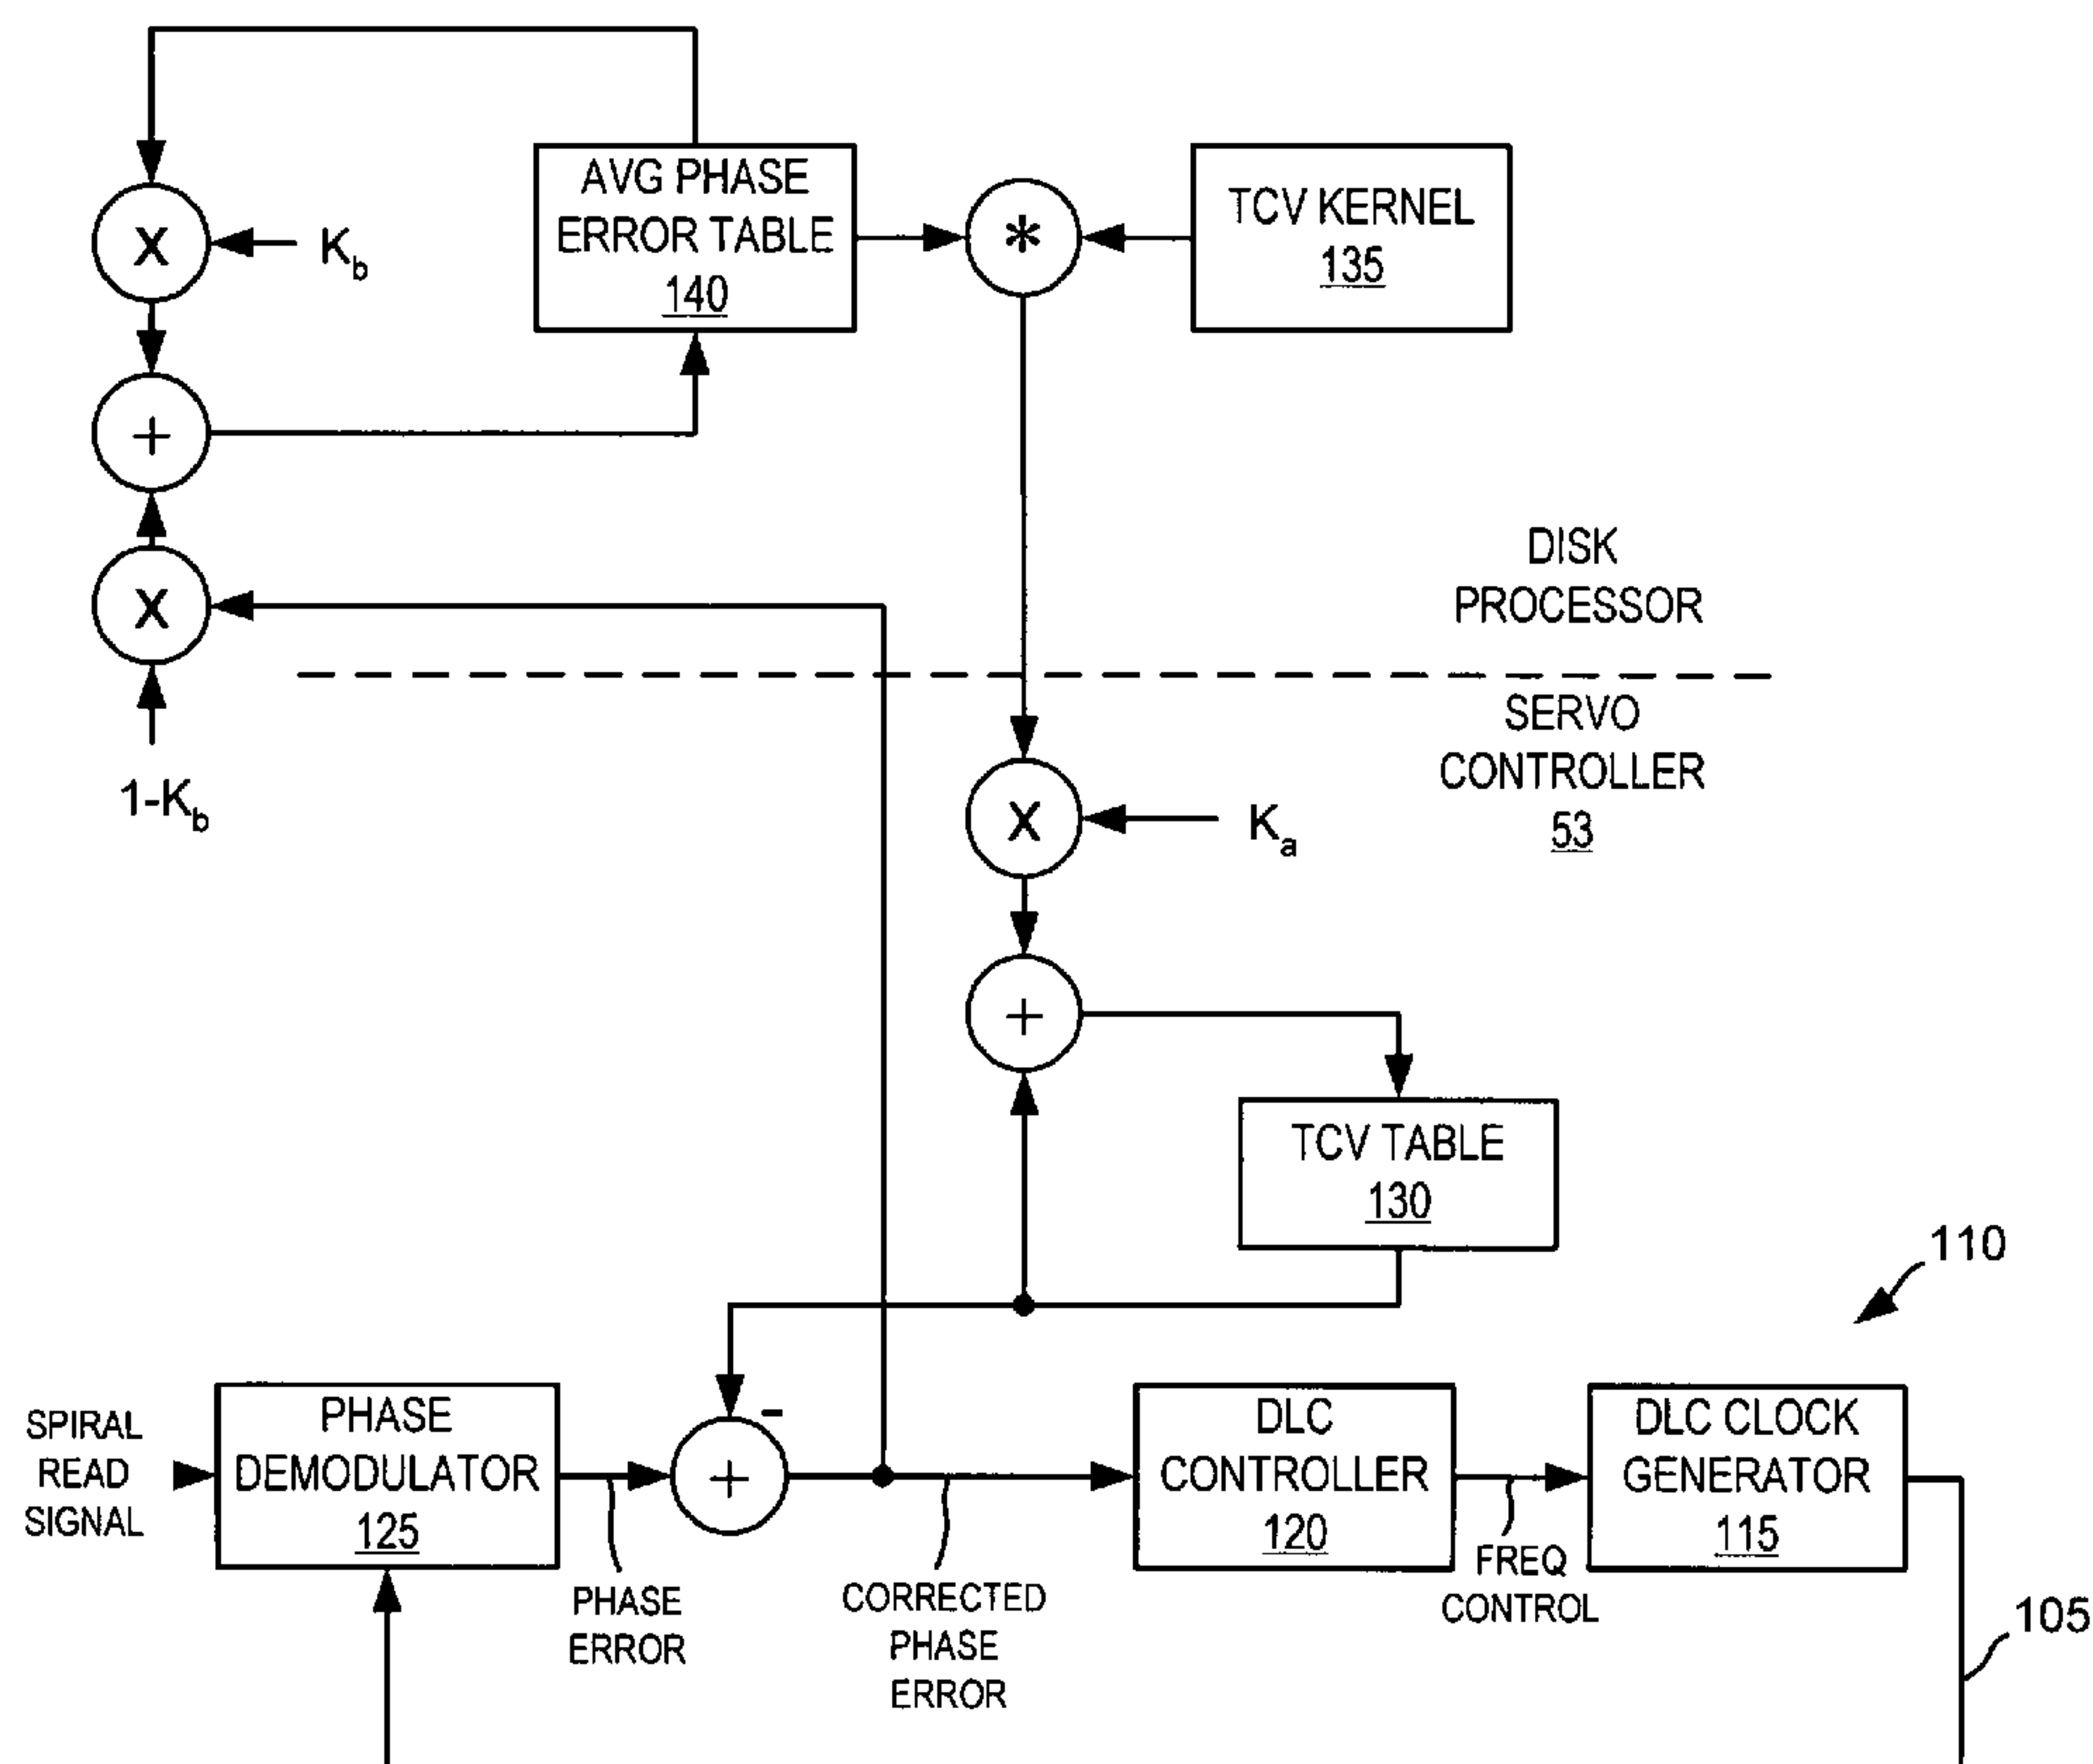 AVG PHASE
ERROR TABLE
140
*
TCV KERNEL
135
X
K_b
+
X
1-K_b
DISK
PROCESSOR
SERVO
CONTROLLER
53
X
K_a
+
TCV TABLE
130
110
SPIRAL
READ
SIGNAL
PHASE
DEMODULATOR
125
PHASE
ERROR
-
+
CORRECTED
PHASE
ERROR
DLC
CONTROLLER
120
FREQ
CONTROL
DLC CLOCK
GENERATOR
115
105